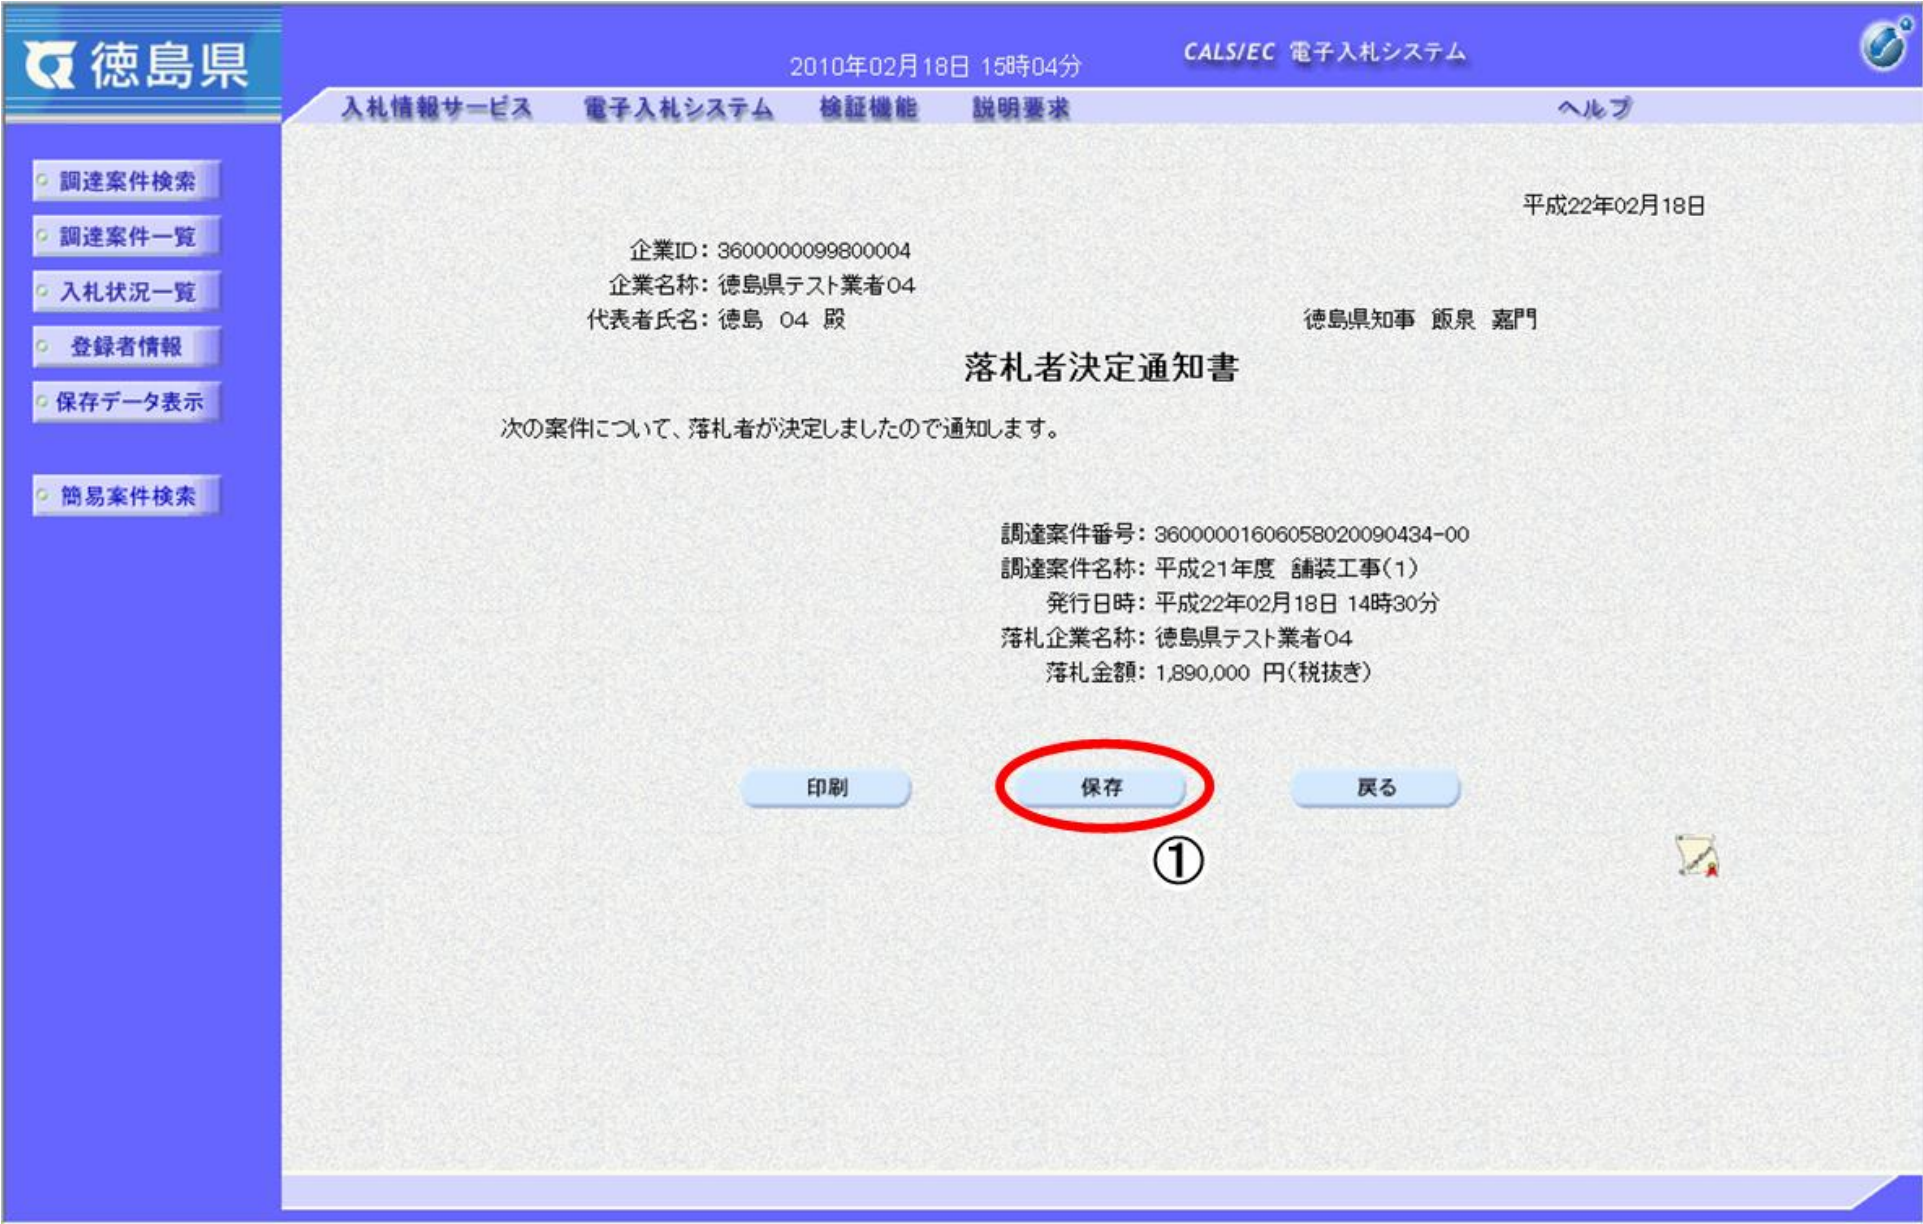 徳島県
2010年02月18日 15時04分
CALS/EC 電子入札システム
入札情報サービス 電子入札システム 検証機能 説明要求 ヘルプ
調達案件検索
調達案件一覧
入札状況一覧
登録者情報
保存データ表示
簡易案件検索
平成22年02月18日
企業ID：3600000099800004
企業名称：徳島県テスト業者04
代表者氏名：徳島 04 殿
徳島県知事 飯泉 嘉門
落札者決定通知書
次の案件について、落札者が決定しましたので通知します。
調達案件番号：3600000160605802009​0434-00
調達案件名称：平成21年度 舗装工事（1）
発行日時：平成22年02月18日 14時30分
落札企業名称：徳島県テスト業者04
落札金額：1,890,000 円（税抜き）
印刷 保存 戻る
①